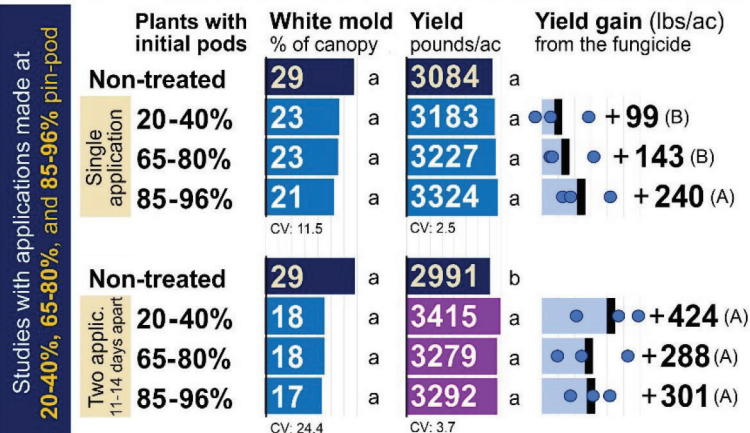 Studies with applications made at
20-40%, 65-80%, and 85-96% pin-pod
Plants with White mold Yield Yield gain (lbs/ac)
initial pods % of canopy pounds/ac from the fungicide
Non-treated 29 a 3084 a
Single
application
20-40% 23 a 3183 a +99 (B)
65-80% 23 a 3227 a +143 (B)
85-96% 21 a 3324 a +240 (A)
CV: 11.5 CV: 2.5
Non-treated 29 a 2991 b
Two applic.
11-14 days apart
20-40% 18 a 3415 a +424 (A)
65-80% 18 a 3279 a +288 (A)
85-96% 17 a 3292 a +301 (A)
CV: 24.4 CV: 3.7